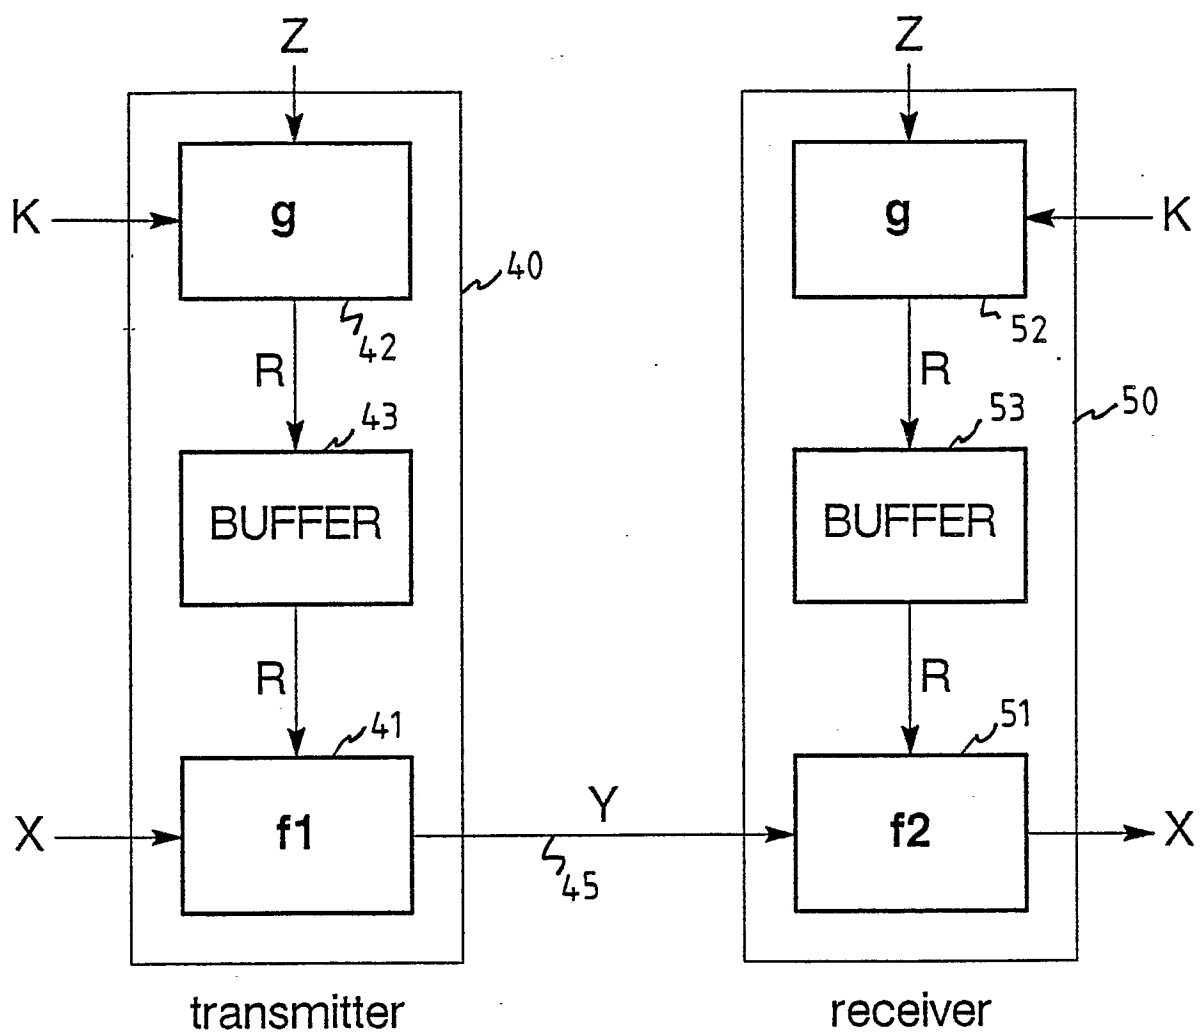 Z
Z
K
g
g
K
40
42
52
R
R
43
53
50
BUFFER
BUFFER
R
R
41
51
X
f1
Y
f2
X
45
transmitter
receiver